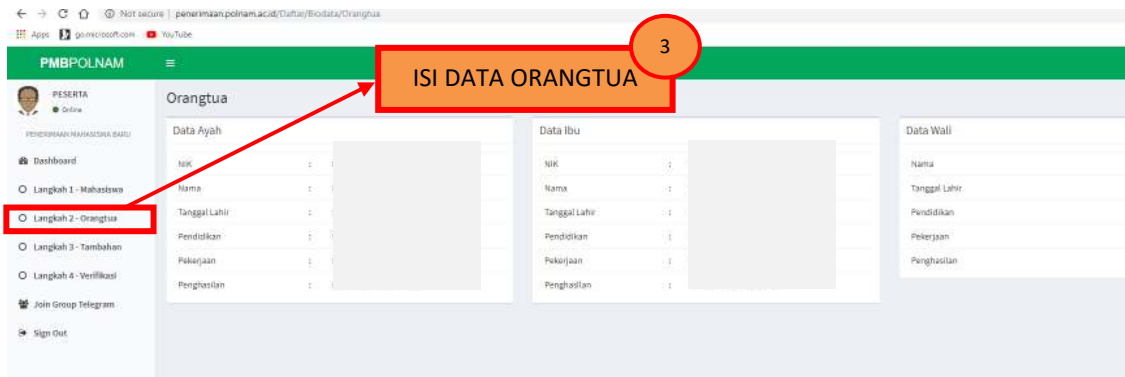 Not secure | penerimaan.polnam.ac.id/Daftar/Biodata/Orangtua
Apps go.microsoft.com YouTube
PMBPOLNAM
3
ISI DATA ORANGTUA
PESERTA
Online
PENERIMAAN MAHASISWA BARU
Dashboard
Langkah 1 - Mahasiswa
Langkah 2 - Orangtua
Langkah 3 - Tambahan
Langkah 4 - Verifikasi
Join Group Telegram
Sign Out
Orangtua
Data Ayah
NIK :
Nama :
Tanggal Lahir :
Pendidikan :
Pekerjaan :
Penghasilan :
Data Ibu
NIK :
Nama :
Tanggal Lahir :
Pendidikan :
Pekerjaan :
Penghasilan :
Data Wali
Nama
Tanggal Lahir
Pendidikan
Pekerjaan
Penghasilan